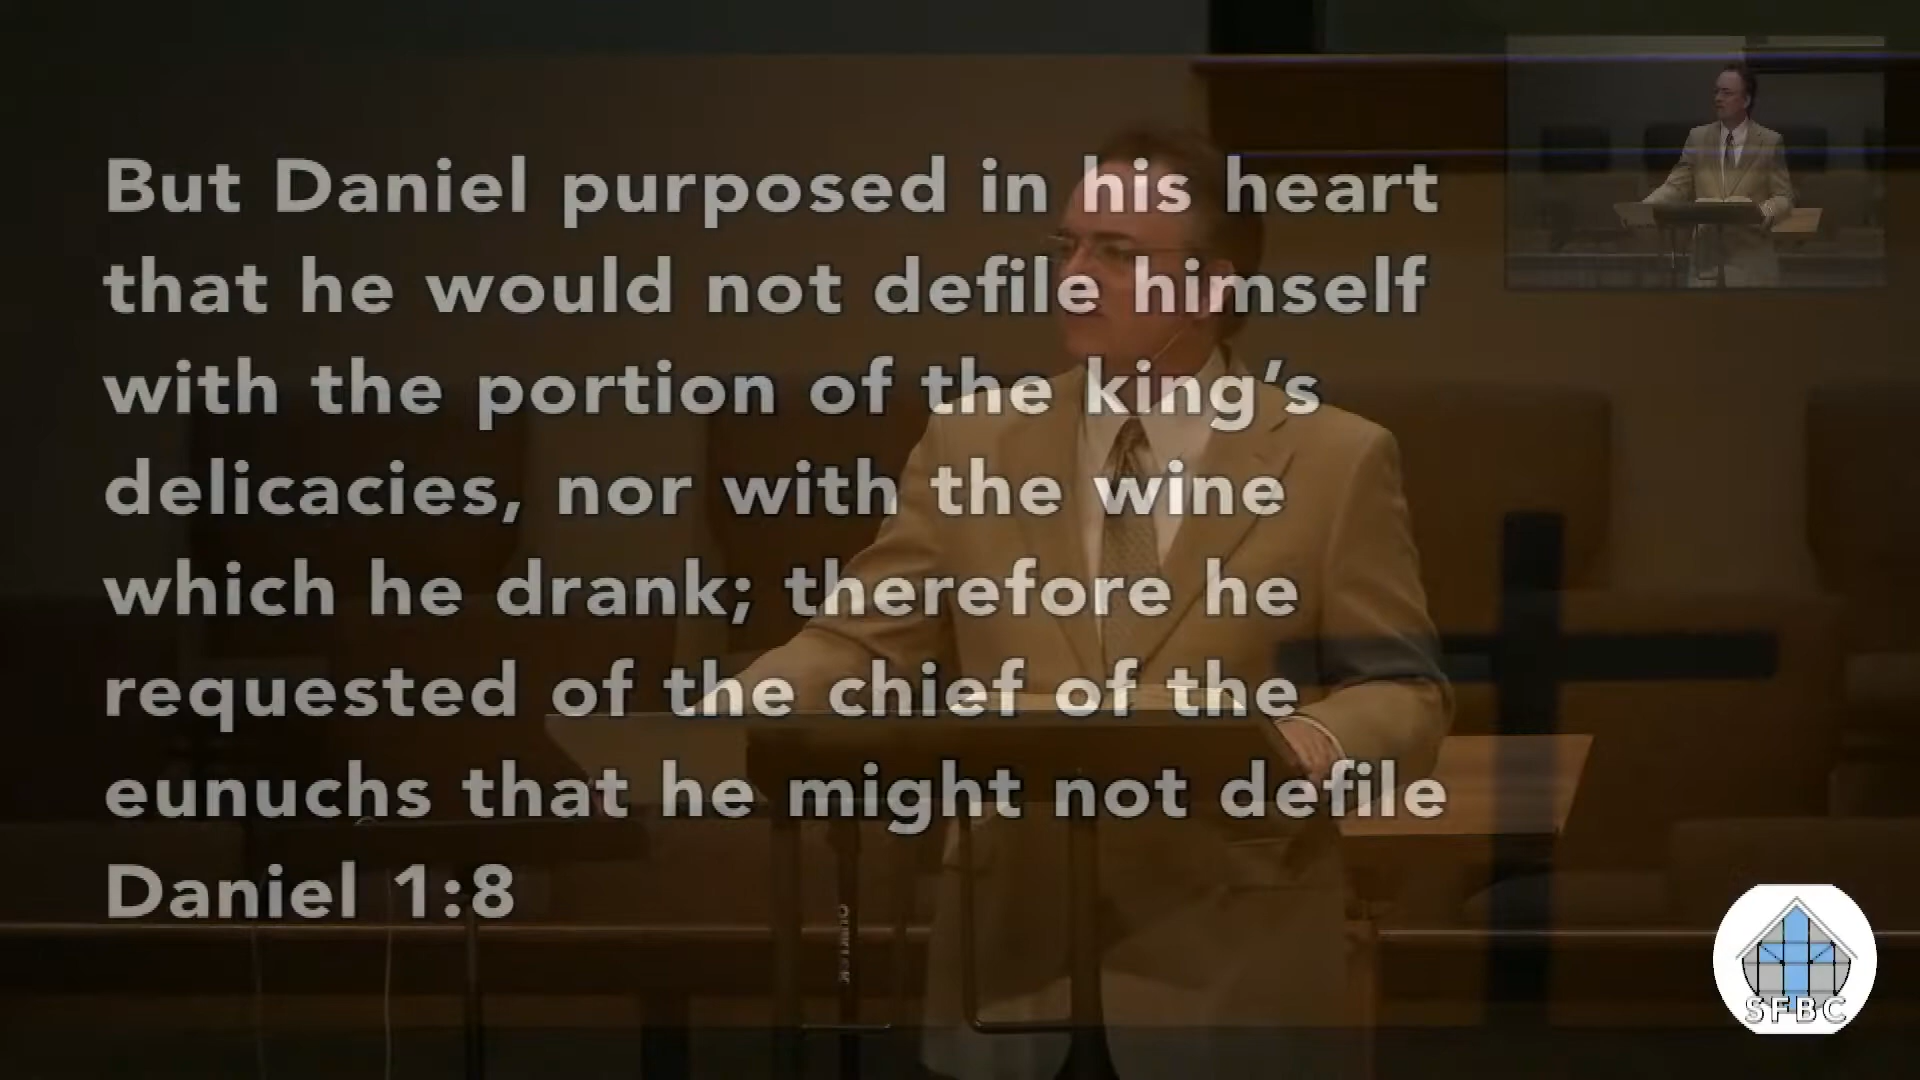 But Daniel purposed in his heart
that he would not defile himself
with the portion of the king’s
delicacies, nor with the wine
which he drank; therefore he
requested of the chief of the
eunuchs that he might not defile
Daniel 1:8
SFBC